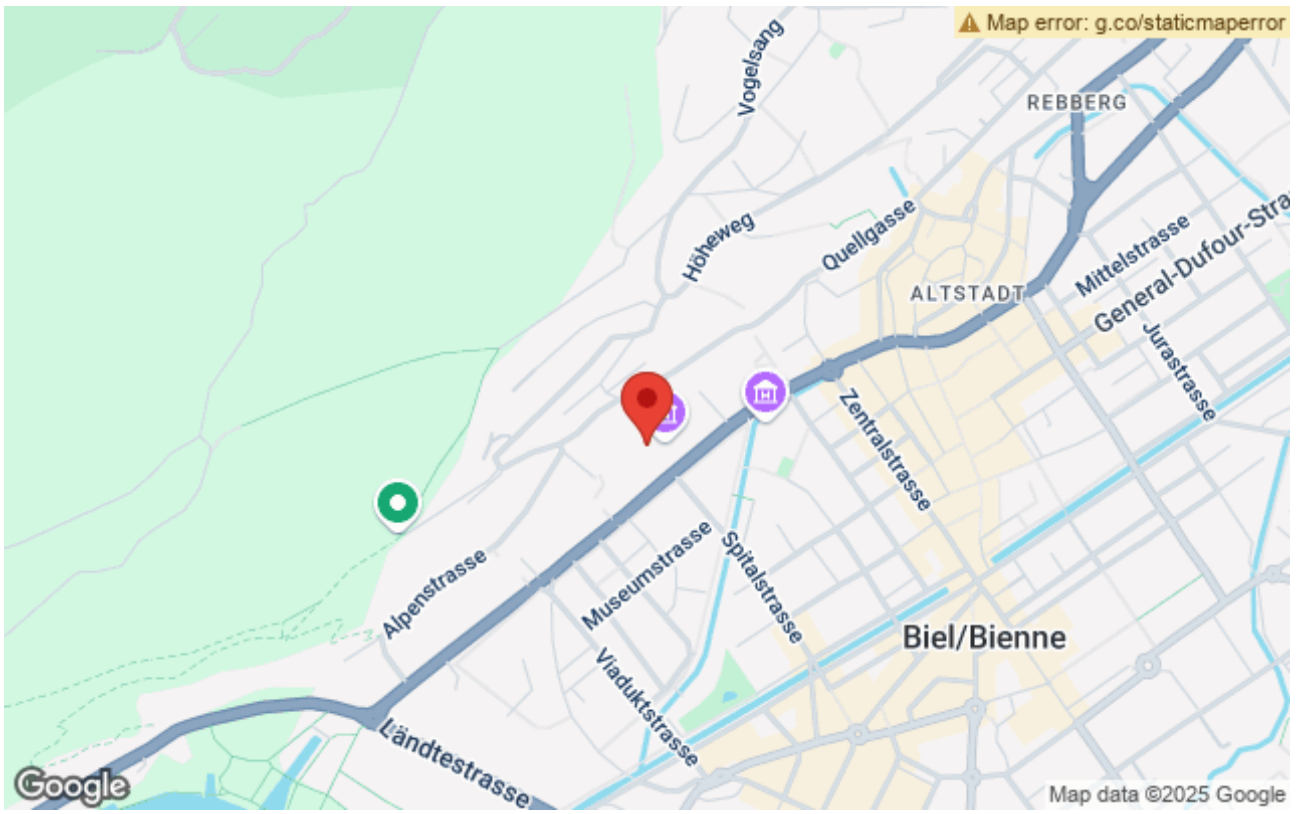 Map error: g.co/staticmaperror
Vogelsang
REBBERG
Höheweg
Quellgasse
Mittelstrasse
General-Dufour-Stra
ALTSTADT
Jurastrasse
Zentralstrasse
Alpenstrasse
Museumstrasse
Spitalstrasse
Biel/Bienne
Viaduktstrasse
Ländtestrasse
Google
Map data ©2025 Google